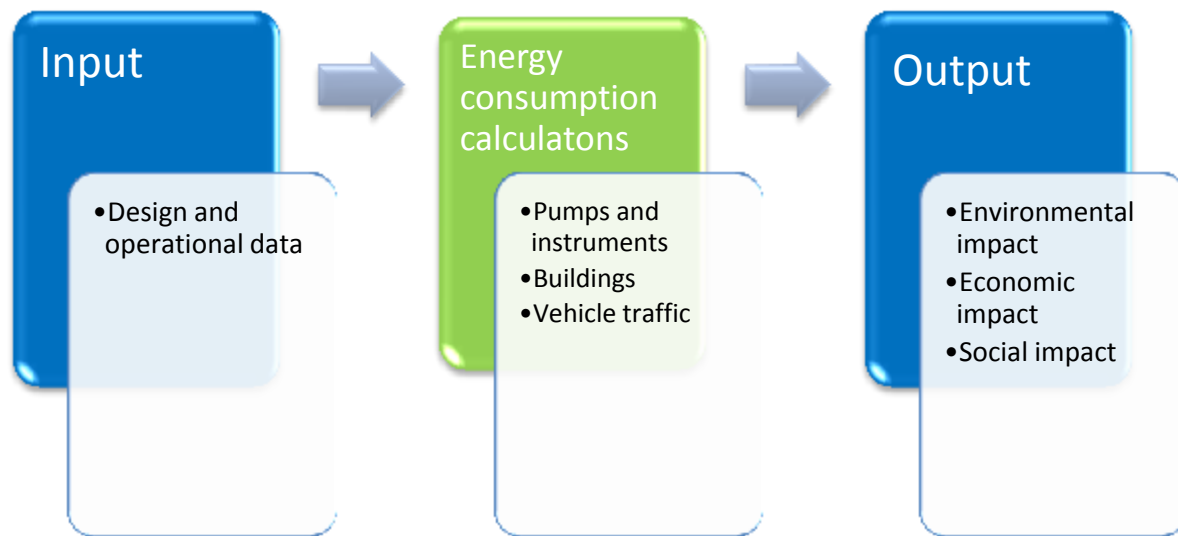 Input
•Design and
operational data
Energy
consumption
calculatons
•Pumps and
instruments
•Buildings
•Vehicle traffic
Output
•Environmental
impact
•Economic
impact
•Social impact